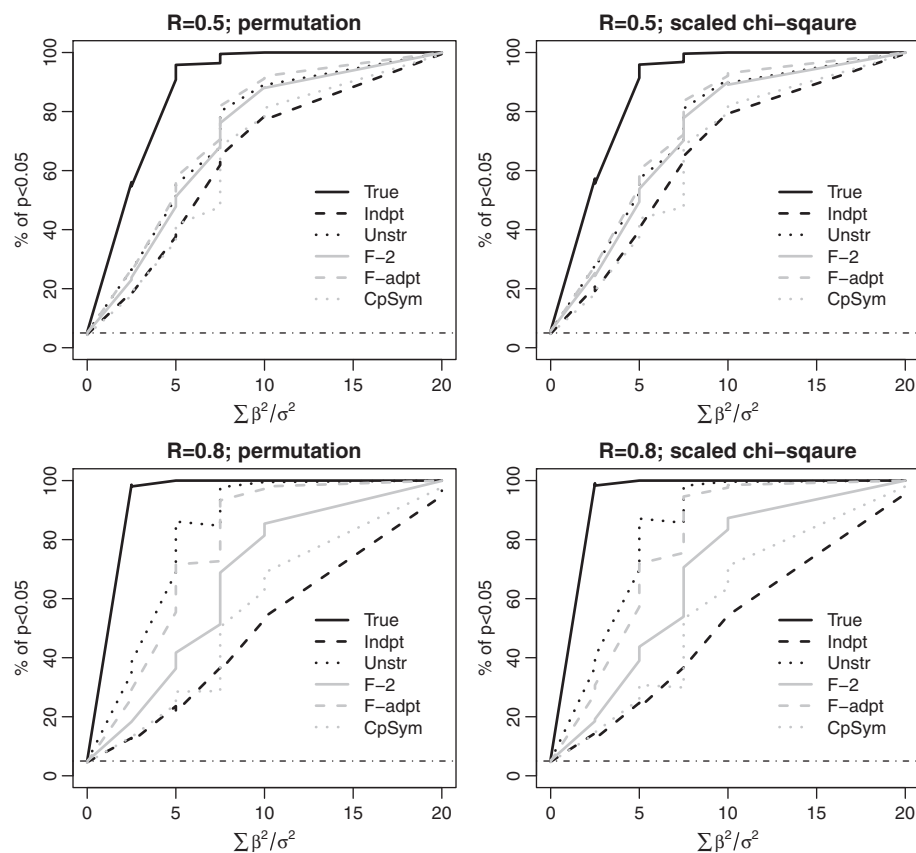 R=0.5; permutation
% of p<0.05
100
80
60
40
20
0
True
Indpt
Unstr
F−2
F−adpt
CpSym
0 5 10 15 20
∑ β²/σ²
R=0.5; scaled chi−sqaure
% of p<0.05
100
80
60
40
20
0
True
Indpt
Unstr
F−2
F−adpt
CpSym
0 5 10 15 20
∑ β²/σ²
R=0.8; permutation
% of p<0.05
100
80
60
40
20
0
True
Indpt
Unstr
F−2
F−adpt
CpSym
0 5 10 15 20
∑ β²/σ²
R=0.8; scaled chi−sqaure
% of p<0.05
100
80
60
40
20
0
True
Indpt
Unstr
F−2
F−adpt
CpSym
0 5 10 15 20
∑ β²/σ²